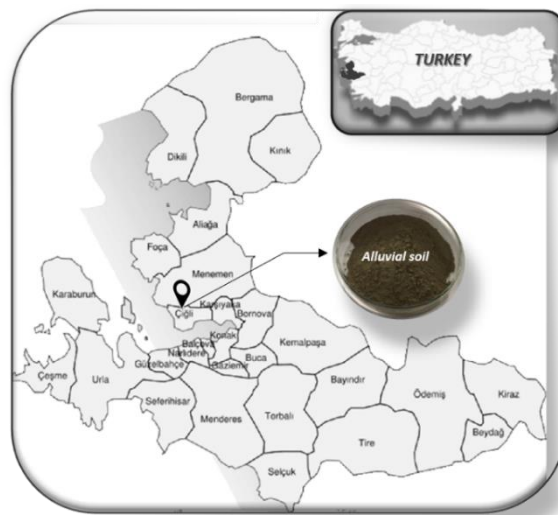 TURKEY
Bergama
Dikili
Kınık
Aliağa
Foça
Alluvial soil
Menemen
Karaburun
Karşıyaka
Çiğli
Bornova
Konak
Kemalpaşa
Balçova
Narlıdere
Güzelbahçe
Buca
Gaziemir
Çeşme
Urla
Bayındır
Ödemiş
Kiraz
Seferihisar
Menderes
Torbalı
Beydağ
Tire
Selçuk